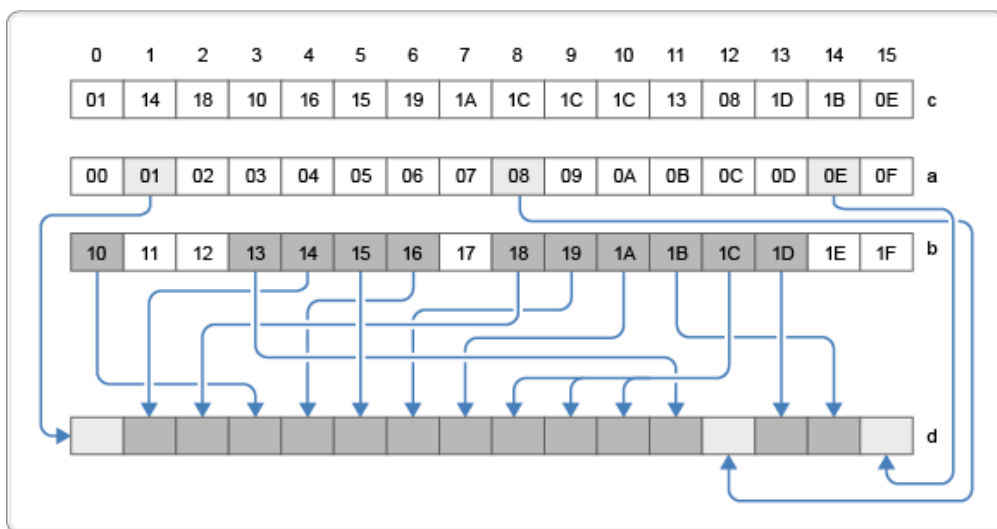 0 1 2 3 4 5 6 7 8 9 10 11 12 13 14 15
01 14 18 10 16 15 19 1A 1C 1C 1C 13 08 1D 1B 0E c
00 01 02 03 04 05 06 07 08 09 0A 0B 0C 0D 0E 0F a
10 11 12 13 14 15 16 17 18 19 1A 1B 1C 1D 1E 1F b
d